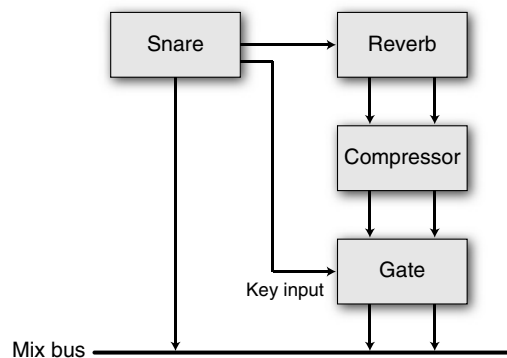 Snare
Reverb
Compressor
Gate
Key input
Mix bus